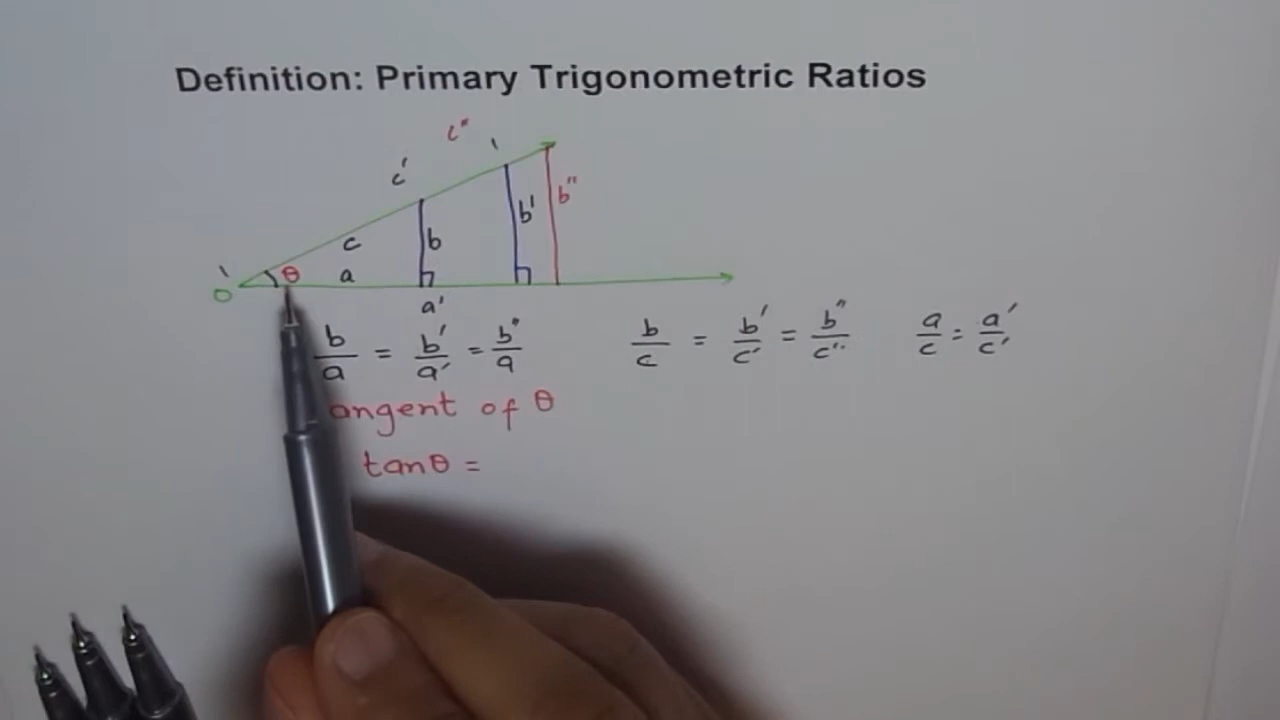 Definition: Primary Trigonometric Ratios
c"
c'
b"
b'
c
b
θ
a
O
a'
b/a = b'/a' = b"/a
b/c = b'/c' = b"/c"
a/c = a'/c'
angent of θ
tanθ =